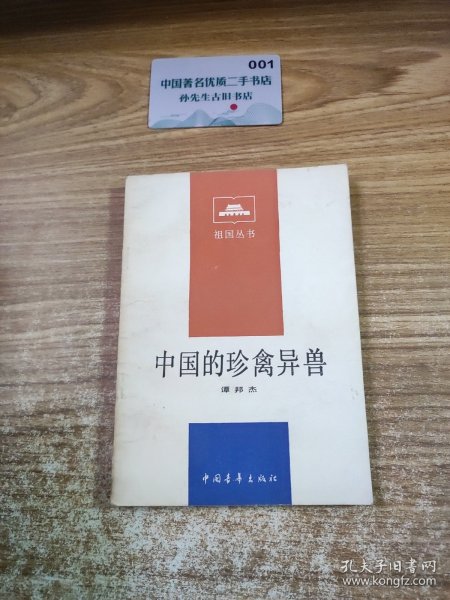 001
中国著名优质二手书店
孙先生古旧书店
祖国丛书
中国的珍禽异兽
谭邦杰
中国青年出版社
孔夫子旧书网
www.kongfz.com